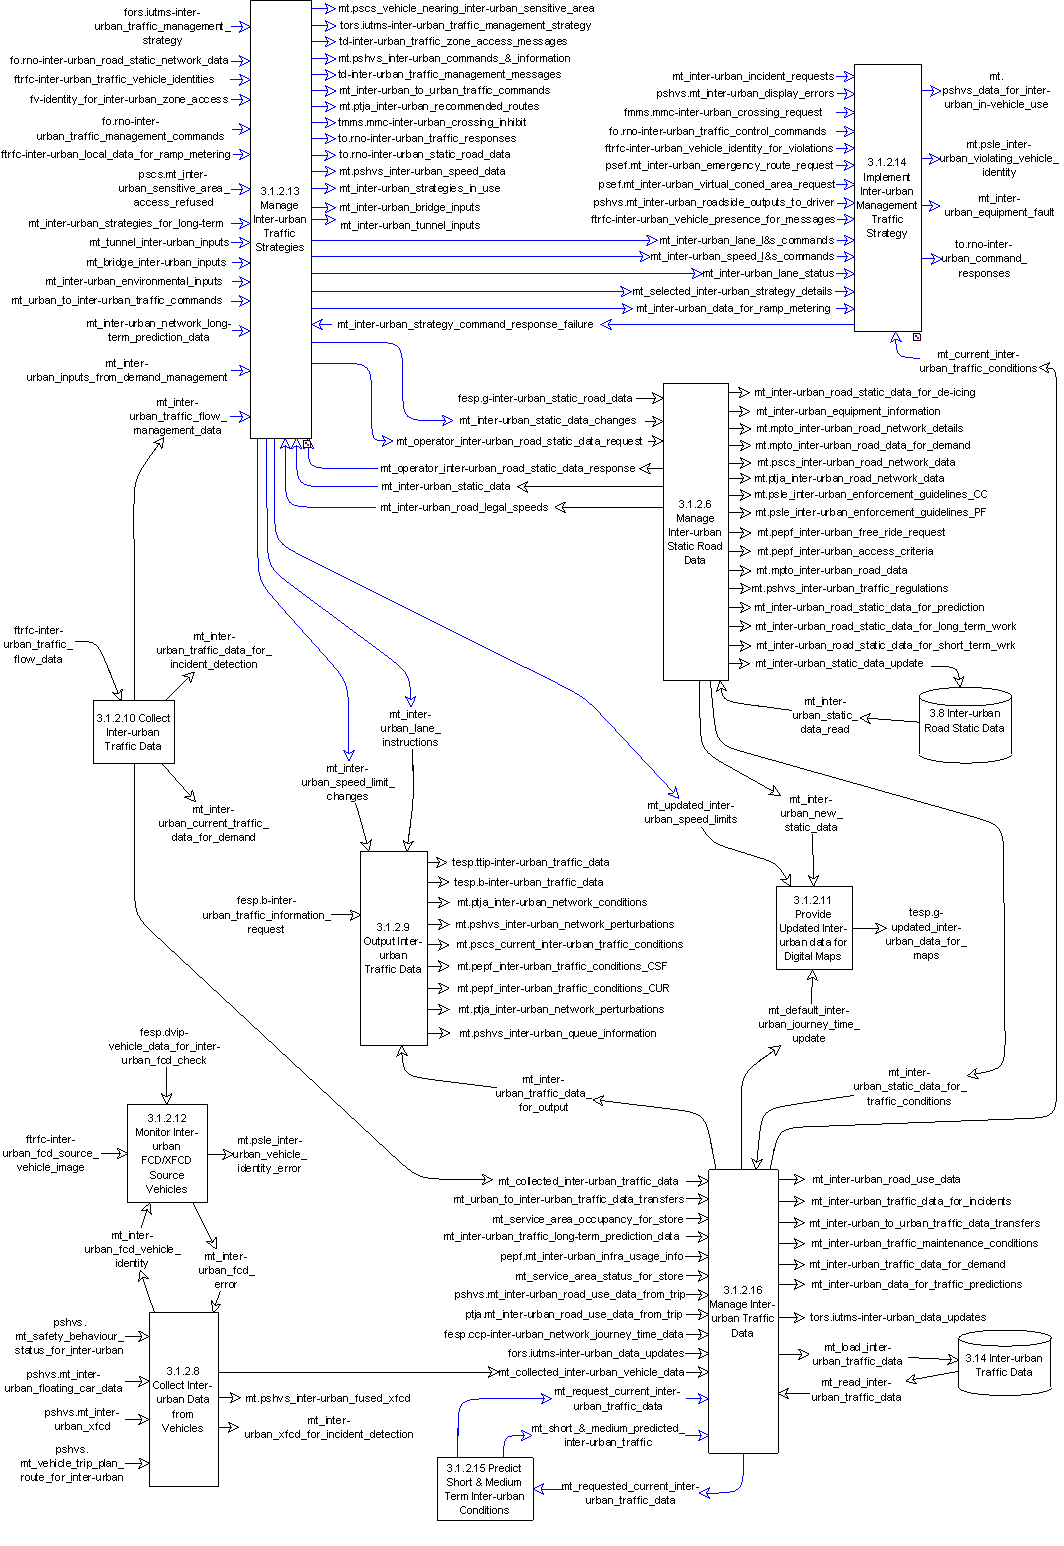 fors.iutms-inter-
urban_traffic_management_
strategy
fo.rno-inter-urban_road_static_network_data
ftrfc-inter-urban_traffic_vehicle_identities
fv-identity_for_inter-urban_zone_access
fo.rno-inter-
urban_traffic_management_commands
ftrfc-inter-urban_local_data_for_ramp_metering
pscs.mt_inter-
urban_sensitive_area_
access_refused
mt_inter-urban_strategies_for_long-term
mt_tunnel_inter-urban_inputs
mt_bridge_inter-urban_inputs
mt_inter-urban_environmental_inputs
mt_urban_to_inter-urban_traffic_commands
mt_inter-urban_network_long-
term_prediction_data
mt_inter-
urban_inputs_from_demand_management
mt_inter-
urban_traffic_flow_
management_data
3.1.2.13
Manage
Inter-urban
Traffic
Strategies
mt.pscs_vehicle_nearing_inter-urban_sensitive_area
tors.iutms-inter-urban_traffic_management_strategy
td-inter-urban_traffic_zone_access_messages
mt.pshvs_inter-urban_commands_&_information
td-inter-urban_traffic_management_messages
mt_inter-urban_to_urban_traffic_commands
mt.ptja_inter-urban_recommended_routes
tmms.mmc-inter-urban_crossing_inhibit
to.rno-inter-urban_traffic_responses
to.rno-inter-urban_static_road_data
mt.pshvs_inter-urban_speed_data
mt_inter-urban_strategies_in_use
mt_inter-urban_bridge_inputs
mt_inter-urban_tunnel_inputs
mt_inter-urban_incident_requests
pshvs.mt_inter-urban_display_errors
fmms.mmc-inter-urban_crossing_request
fo.rno-inter-urban_traffic_control_commands
ftrfc-inter-urban_vehicle_identity_for_violations
psef.mt_inter-urban_emergency_route_request
psef.mt_inter-urban_virtual_coned_area_request
pshvs.mt_inter-urban_roadside_outputs_to_driver
ftrfc-inter-urban_vehicle_presence_for_messages
mt_inter-urban_lane_l&s_commands
mt_inter-urban_speed_l&s_commands
mt_inter-urban_lane_status
mt_selected_inter-urban_strategy_details
mt_inter-urban_data_for_ramp_metering
mt_inter-urban_strategy_command_response_failure
3.1.2.14
Implement
Inter-urban
Management
Traffic
Strategy
mt.
pshvs_data_for_inter-
urban_in-vehicle_use
mt.psle_inter-
urban_violating_vehicle_
identity
mt_inter-
urban_equipment_fault
to.rno-inter-
urban_command_
responses
mt_current_inter-
urban_traffic_conditions
fesp.g-inter-urban_static_road_data
mt_inter-urban_static_data_changes
mt_operator_inter-urban_road_static_data_request
mt_operator_inter-urban_road_static_data_response
mt_inter-urban_static_data
mt_inter-urban_road_legal_speeds
3.1.2.6
Manage
Inter-urban
Static Road
Data
mt_inter-urban_road_static_data_for_de-icing
mt_inter-urban_equipment_information
mt.mpto_inter-urban_road_network_details
mt.mpto_inter-urban_road_data_for_demand
mt.pscs_inter-urban_road_network_data
mt.ptja_inter-urban_road_network_data
mt.psle_inter-urban_enforcement_guidelines_CC
mt.psle_inter-urban_enforcement_guidelines_PF
mt.pepf_inter-urban_free_ride_request
mt.pepf_inter-urban_access_criteria
mt.mpto_inter-urban_road_data
mt.pshvs_inter-urban_traffic_regulations
mt_inter-urban_road_static_data_for_prediction
mt_inter-urban_road_static_data_for_long_term_work
mt_inter-urban_road_static_data_for_short_term_wrk
mt_inter-urban_static_data_update
mt_inter-
urban_static_
data_read
3.8 Inter-urban
Road Static Data
ftrfc-inter-
urban_traffic_
flow_data
mt_inter-
urban_traffic_data_for_
incident_detection
3.1.2.10 Collect
Inter-urban
Traffic Data
mt_inter-
urban_current_traffic_
data_for_demand
mt_inter-
urban_lane_
instructions
mt_inter-
urban_speed_limit_
changes
mt_updated_inter-
urban_speed_limits
mt_inter-
urban_new_
static_data
fesp.b-inter-
urban_traffic_information_
request
3.1.2.9
Output Inter-
urban
Traffic Data
tesp.ttip-inter-urban_traffic_data
tesp.b-inter-urban_traffic_data
mt.ptja_inter-urban_network_conditions
mt.pshvs_inter-urban_network_perturbations
mt.pscs_current_inter-urban_traffic_conditions
mt.pepf_inter-urban_traffic_conditions_CSF
mt.pepf_inter-urban_traffic_conditions_CUR
mt.ptja_inter-urban_network_perturbations
mt.pshvs_inter-urban_queue_information
3.1.2.11
Provide
Updated Inter-
urban data for
Digital Maps
tesp.g-
updated_inter-
urban_data_for_
maps
mt_default_inter-
urban_journey_time_
update
mt_inter-
urban_static_data_for_
traffic_conditions
mt_inter-
urban_traffic_data_
for_output
fesp.dvip-
vehicle_data_for_inter-
urban_fcd_check
ftrfc-inter-
urban_fcd_source_
vehicle_image
3.1.2.12
Monitor Inter-
urban
FCD/XFCD
Source
Vehicles
mt.psle_inter-
urban_vehicle_
identity_error
mt_inter-
urban_fcd_vehicle_
identity
mt_inter-
urban_fcd_
error
pshvs.
mt_safety_behaviour_
status_for_inter-urban
pshvs.mt_inter-
urban_floating_car_data
pshvs.mt_inter-
urban_xfcd
pshvs.
mt_vehicle_trip_plan_
route_for_inter-urban
3.1.2.8
Collect Inter-
urban Data
from
Vehicles
mt.pshvs_inter-urban_fused_xfcd
mt_inter-
urban_xfcd_for_incident_detection
mt_collected_inter-urban_traffic_data
mt_urban_to_inter-urban_traffic_data_transfers
mt_service_area_occupancy_for_store
mt_inter-urban_traffic_long-term_prediction_data
pepf.mt_inter-urban_infra_usage_info
mt_service_area_status_for_store
pshvs.mt_inter-urban_road_use_data_from_trip
ptja.mt_inter-urban_road_use_data_from_trip
fesp.ccp-inter-urban_network_journey_time_data
fors.iutms-inter-urban_data_updates
mt_collected_inter-urban_vehicle_data
mt_request_current_inter-
urban_traffic_data
mt_short_&_medium_predicted_
inter-urban_traffic
3.1.2.15 Predict
Short & Medium
Term Inter-urban
Conditions
mt_requested_current_inter-
urban_traffic_data
3.1.2.16
Manage Inter-
urban Traffic
Data
mt_inter-urban_road_use_data
mt_inter-urban_traffic_data_for_incidents
mt_inter-urban_to_urban_traffic_data_transfers
mt_inter-urban_traffic_maintenance_conditions
mt_inter-urban_traffic_data_for_demand
mt_inter-urban_data_for_traffic_predictions
tors.iutms-inter-urban_data_updates
mt_load_inter-
urban_traffic_data
mt_read_inter-
urban_traffic_data
3.14 Inter-urban
Traffic Data